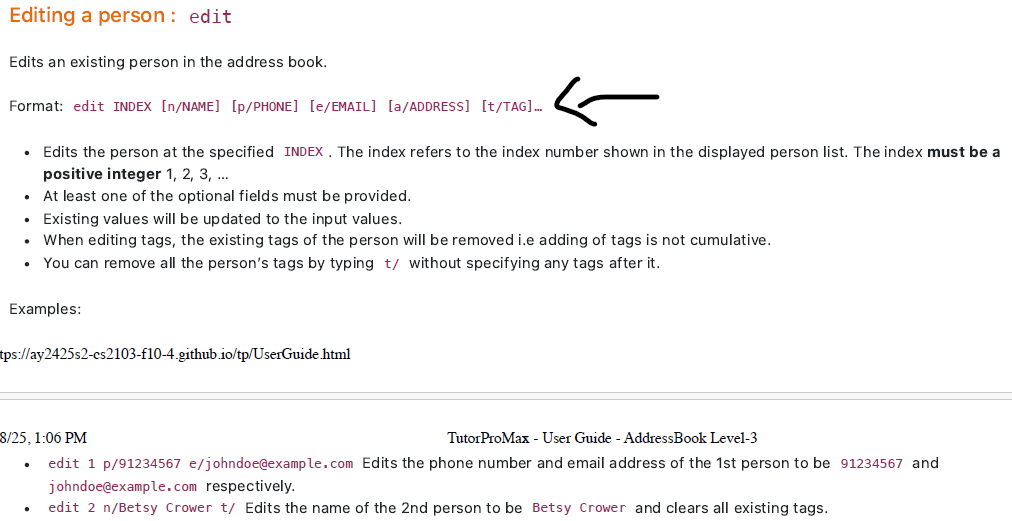 Editing a person : edit
Edits an existing person in the address book.
Format: edit INDEX [n/NAME] [p/PHONE] [e/EMAIL] [a/ADDRESS] [t/TAG]…
• Edits the person at the specified INDEX . The index refers to the index number shown in the displayed person list. The index must be a
positive integer 1, 2, 3, …
• At least one of the optional fields must be provided.
• Existing values will be updated to the input values.
• When editing tags, the existing tags of the person will be removed i.e adding of tags is not cumulative.
• You can remove all the person’s tags by typing t/ without specifying any tags after it.
Examples:
tps://ay2425s2-cs2103-f10-4.github.io/tp/UserGuide.html
8/25, 1:06 PM TutorProMax - User Guide - AddressBook Level-3
• edit 1 p/91234567 e/johndoe@example.com Edits the phone number and email address of the 1st person to be 91234567 and
johndoe@example.com respectively.
• edit 2 n/Betsy Crower t/ Edits the name of the 2nd person to be Betsy Crower and clears all existing tags.